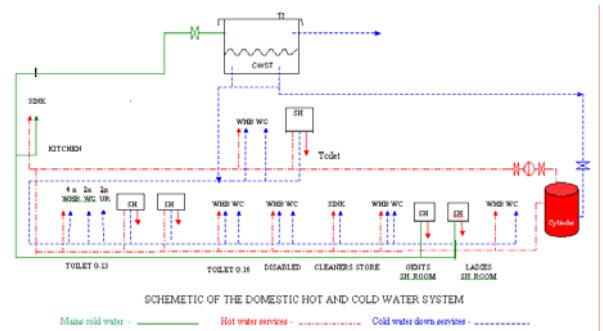 CWST
SINK
WHB WC
SH
KITCHEN
Toilet
4 x 2x 2x
WHB WC UR
SH
SH
WHB WC
WHB WC
SINK
WHB WC
SH
SH
WHB WC
Cylinder
TOILET G.13
TOILET G.16
DISABLED
CLEANERS STORE
GENTS
SH ROOM
LADIES
SH ROOM
SCHEMETIC OF THE DOMESTIC HOT AND COLD WATER SYSTEM
Mains cold water -
Hot water services -
Cold water down services -